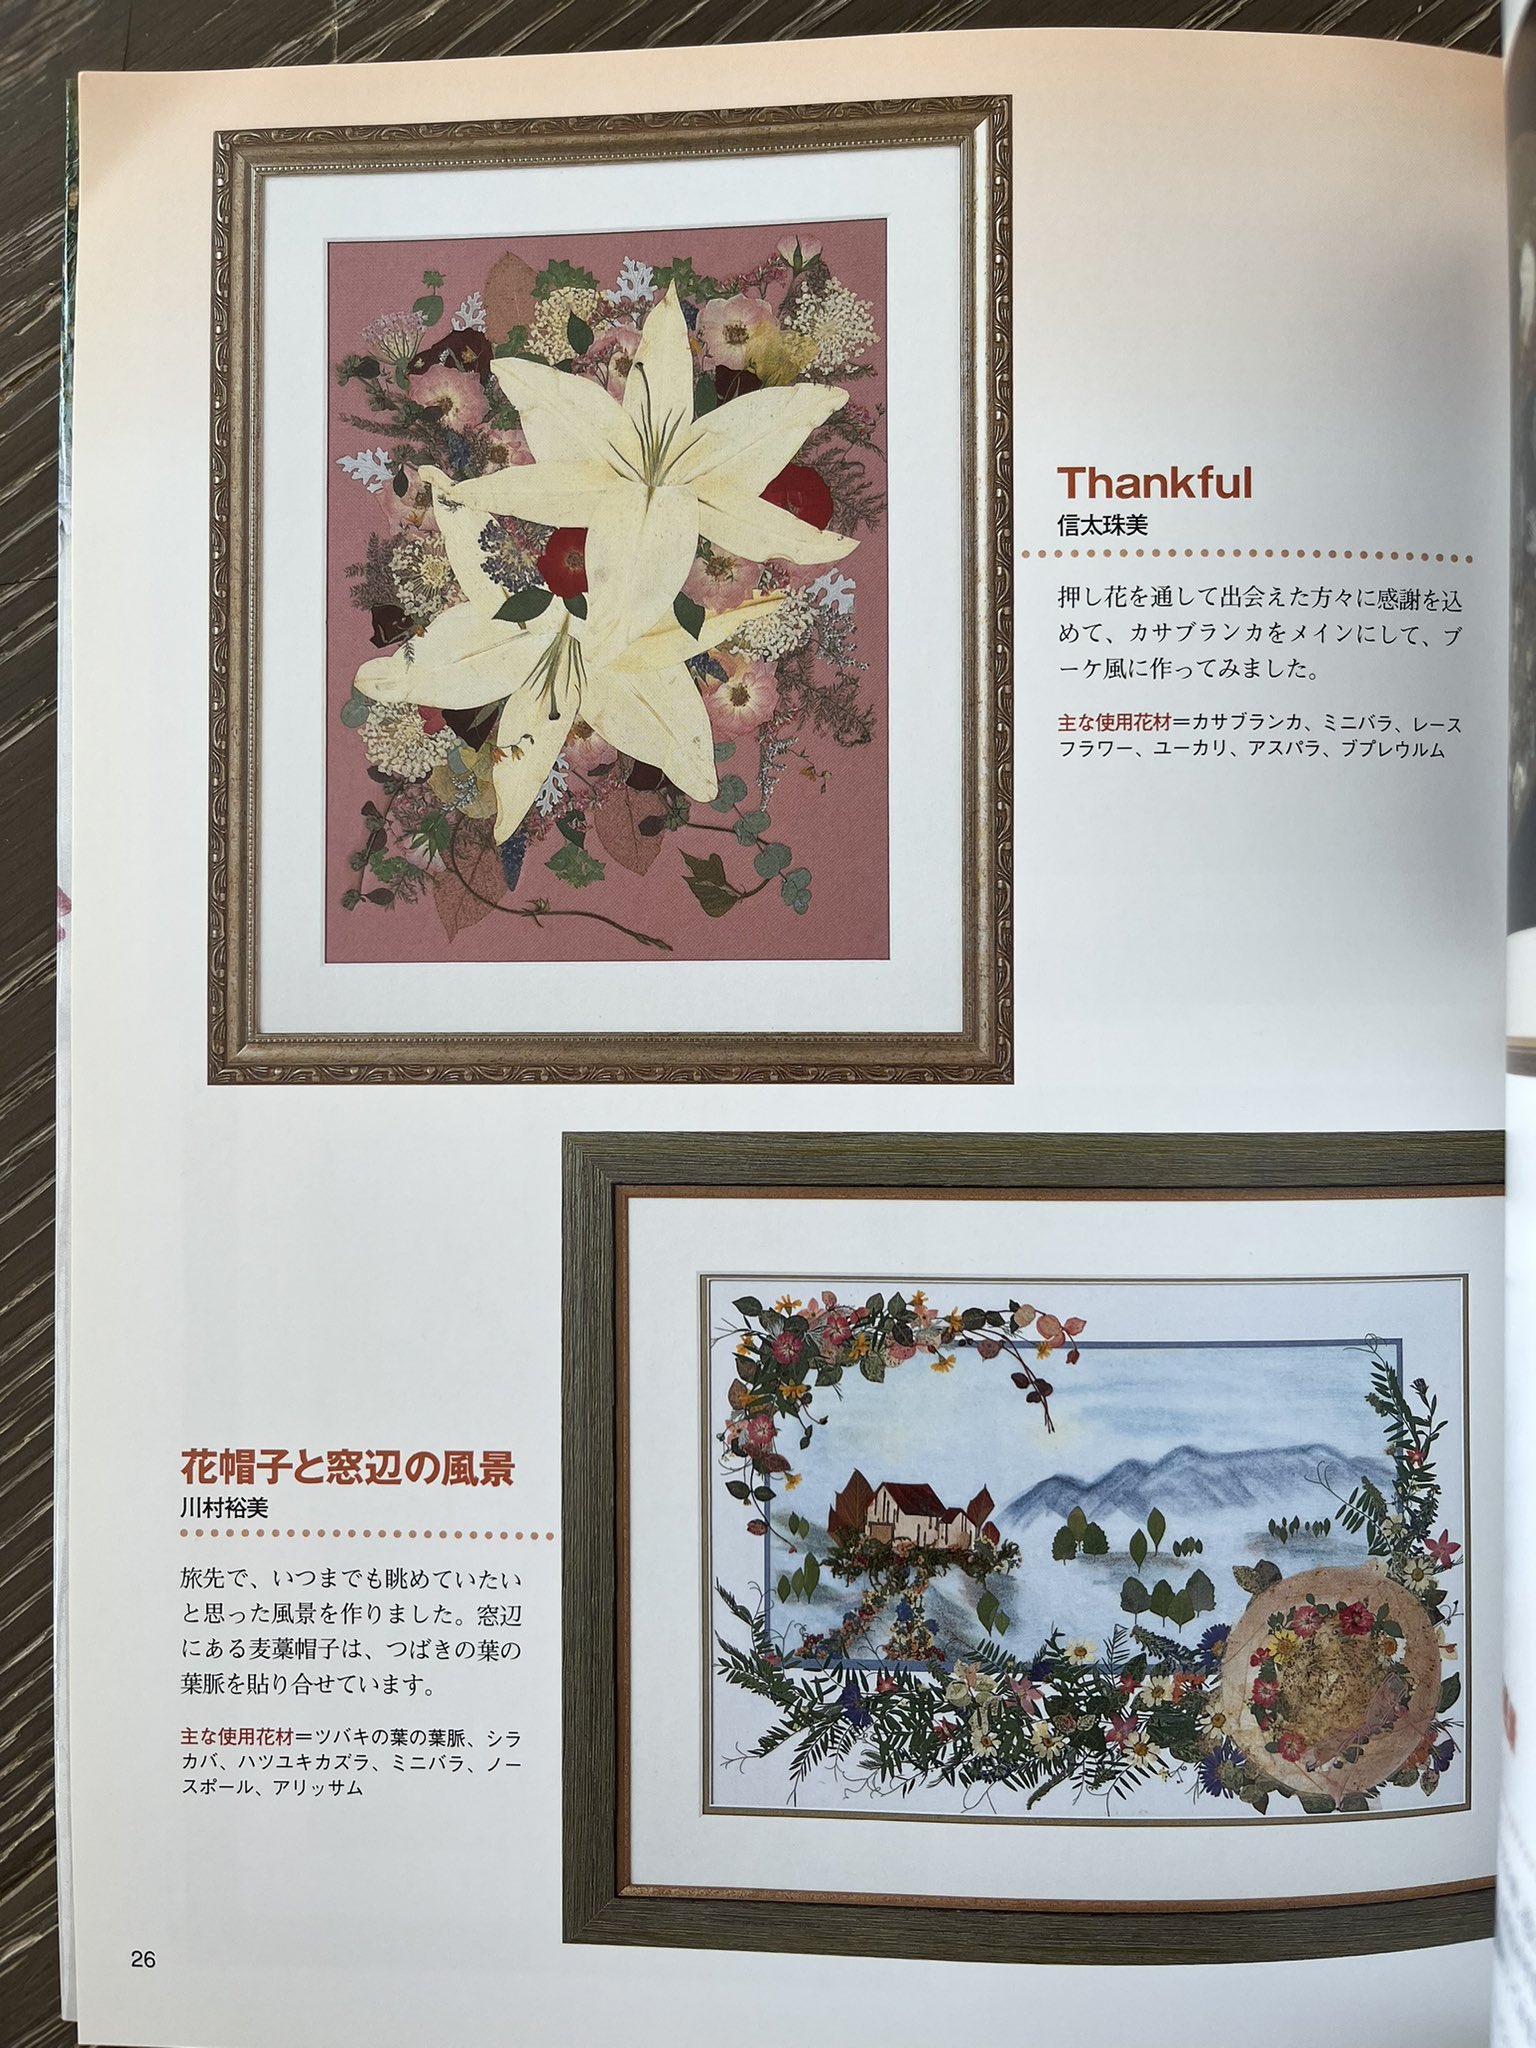 Thankful
信太珠美
押し花を通して出会えた方々に感謝を込
めて、カサブランカをメインにして、ブ
ーケ風に作ってみました。
主な使用花材=カサブランカ、ミニバラ、レース
フラワー、ユーカリ、アスパラ、ブプレウルム
花帽子と窓辺の風景
川村裕美
旅先で、いつまでも眺めていたい
と思った風景を作りました。窓辺
にある麦藁帽子は、つばきの葉の
葉脈を貼り合せています。
主な使用花材=ツバキの葉の葉脈、シラ
カバ、ハツユキカズラ、ミニバラ、ノー
スポール、アリッサム
26